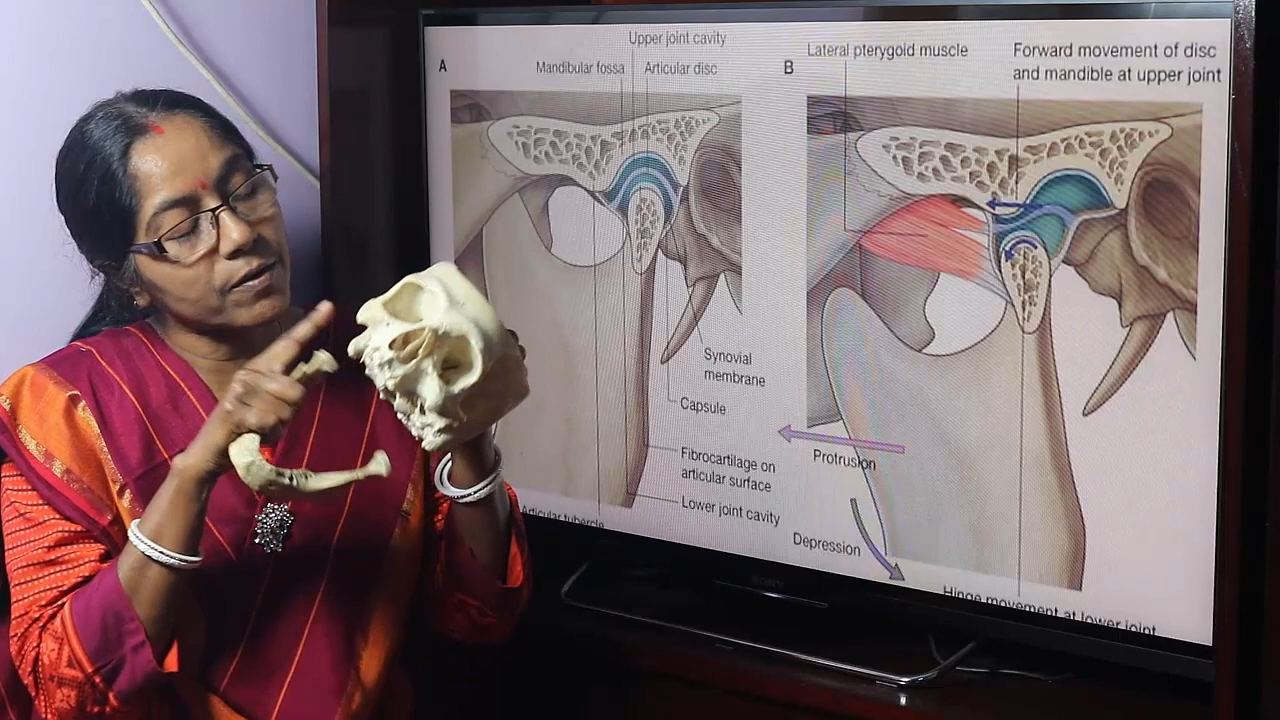 Upper joint cavity
A
Mandibular fossa
Articular disc
Synovial
membrane
Capsule
Fibrocartilage on
articular surface
Lower joint cavity
Articular tubercle
B
Lateral pterygoid muscle
Forward movement of disc
and mandible at upper joint
Protrusion
Depression
Hinge movement at lower joint
SONY